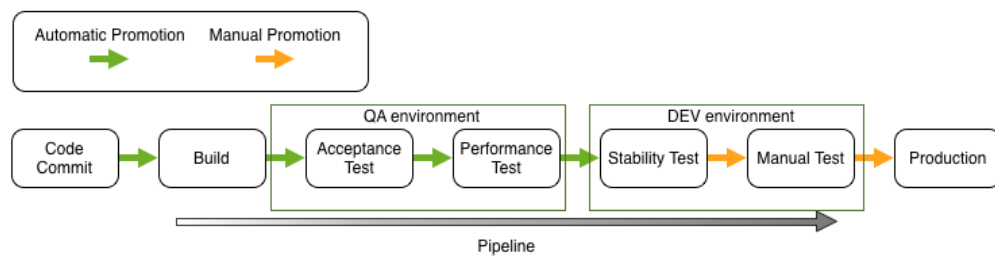 Automatic Promotion
Manual Promotion
QA environment
DEV environment
Code
Commit
Build
Acceptance
Test
Performance
Test
Stability Test
Manual Test
Production
Pipeline